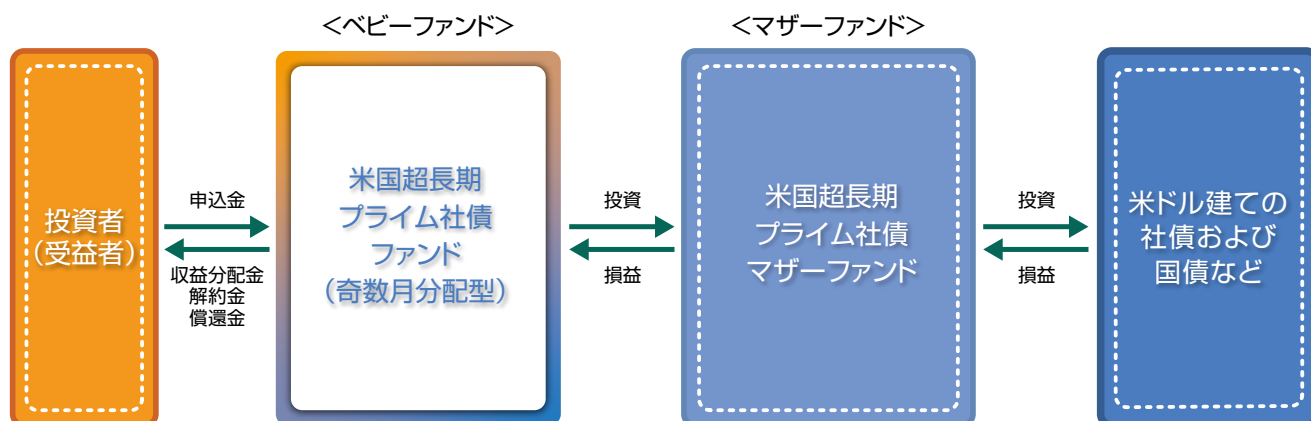 ＜ベビーファンド＞
＜マザーファンド＞
投資者
（受益者）
申込金
収益分配金
解約金
償還金
米国超長期
プライム社債
ファンド
（奇数月分配型）
投資
損益
米国超長期
プライム社債
マザーファンド
投資
損益
米ドル建ての
社債および
国債など